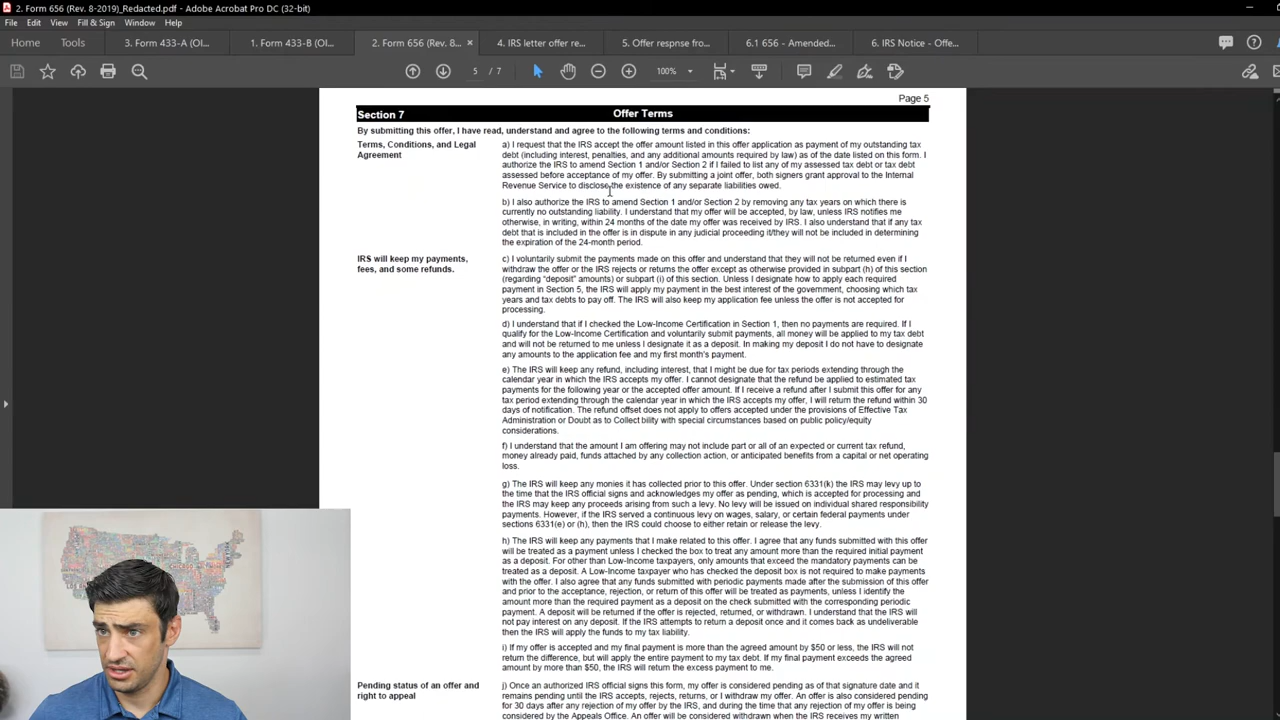 2. Form 656 (Rev. 8-2019)_Redacted.pdf - Adobe Acrobat Pro DC (32-bit)
File Edit View Fill & Sign Window Help
Home Tools 3. Form 433-A (OI... 1. Form 433-B (OI... 2. Form 656 (Rev. 8-... × 4. IRS letter offer re... 5. Offer respnse fro... 6.1 656 - Amended... 6. IRS Notice - Offe...
5 / 7 100%
Page 5
Section 7 Offer Terms
By submitting this offer, I have read, understand and agree to the following terms and conditions:
Terms, Conditions, and Legal
Agreement
a) I request that the IRS accept the offer amount listed in this offer application as payment of my outstanding tax
debt (including interest, penalties, and any additional amounts required by law) as of the date listed on this form. I
authorize the IRS to amend Section 1 and/or Section 2 if I failed to list any of my assessed tax debt or tax debt
assessed before acceptance of my offer. By submitting a joint offer, both signers grant approval to the Internal
Revenue Service to disclose the existence of any separate liabilities owed.
b) I also authorize the IRS to amend Section 1 and/or Section 2 by removing any tax years on which there is
currently no outstanding liability. I understand that my offer will be accepted, by law, unless IRS notifies me
otherwise, in writing, within 24 months of the date my offer was received by IRS. I also understand that if any tax
debt that is included in the offer is in dispute in any judicial proceeding it/they will not be included in determining
the expiration of the 24-month period.
IRS will keep my payments,
fees, and some refunds.
c) I voluntarily submit the payments made on this offer and understand that they will not be returned even if I
withdraw the offer or the IRS rejects or returns the offer except as otherwise provided in subpart (h) of this section
(regarding “deposit” amounts) or subpart (i) of this section. Unless I designate how to apply each required
payment in Section 5, the IRS will apply my payment in the best interest of the government, choosing which tax
years and tax debts to pay off. The IRS will also keep my application fee unless the offer is not accepted for
processing.
d) I understand that if I checked the Low-Income Certification in Section 1, then no payments are required. If I
qualify for the Low-Income Certification and voluntarily submit payments, all money will be applied to my tax debt
and will not be returned to me unless I designated it as a deposit. In making my deposit I do not have to designate
any amounts to the application fee and my first month's payment.
e) The IRS will keep any refund, including interest, that I might be due for tax periods extending through the
calendar year in which the IRS accepts my offer. I cannot designate that the refund be applied to estimated tax
payments for the following year or the accepted offer amount. If I receive a refund after I submit this offer for any
tax period extending through the calendar year in which the IRS accepts my offer, I will return the refund within 30
days of notification. The refund offset does not apply to offers accepted under the provisions of Effective Tax
Administration or Doubt as to Collect bility with special circumstances based on public policy/equity
considerations.
f) I understand that the amount I am offering may not include part or all of an expected or current tax refund,
money already paid, funds attached by any collection action, or anticipated benefits from a capital or net operating
loss.
g) The IRS will keep any monies it has collected prior to this offer. Under section 6331(k) the IRS may levy up to
the time that the IRS official signs and acknowledges my offer as pending, which is accepted for processing and
the IRS may keep any proceeds arising from such a levy. No levy will be issued on individual shared responsibility
payments. However, if the IRS served a continuous levy on wages, salary, or certain federal payments under
sections 6331(e) or (h), then the IRS could choose to either retain or release the levy.
h) The IRS will keep any payments that I make related to this offer. I agree that any funds submitted with this offer
will be treated as a payment unless I checked the box to treat any amount more than the required initial payment
as a deposit. For other than Low-Income taxpayers, only amounts that exceed the mandatory payments can be
treated as a deposit. A Low-Income taxpayer who has checked the deposit box is not required to make payments
with the offer. I also agree that any funds submitted with periodic payments made after the submission of this offer
and prior to the acceptance, rejection, or return of this offer will be treated as payments, unless I identify the
amount more than the required payment as a deposit on the check submitted with the corresponding periodic
payment. A deposit will be returned if the offer is rejected, returned, or withdrawn. I understand that the IRS will
not pay interest on any deposit. If the IRS attempts to return a deposit once and it comes back as undeliverable
then the IRS will apply the funds to my tax liability.
i) If my offer is accepted and my final payment is more than the agreed amount by $50 or less, the IRS will not
return the difference, but will apply the entire payment to my tax debt. If my final payment exceeds the agreed
amount by more than $50, the IRS will return the excess payment to me.
Pending status of an offer and
right to appeal
j) Once an authorized IRS official signs this form, my offer is considered pending as of that signature date and it
remains pending until the IRS accepts, rejects, returns, or I withdraw my offer. An offer is also considered pending
for 30 days after any rejection of my offer by the IRS, and during the time that any rejection of my offer is being
considered by the Appeals Office. An offer will be considered withdrawn when the IRS receives my written
CHICAGO